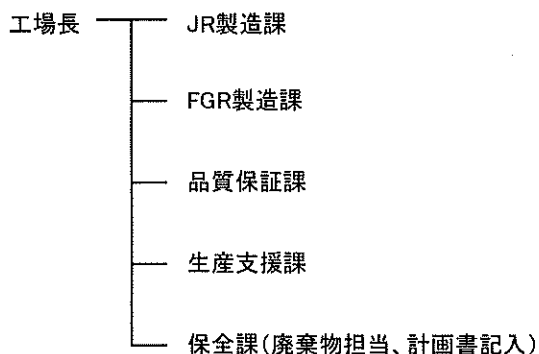 工場長
JR製造課
FGR製造課
品質保証課
生産支援課
保全課(廃棄物担当、計画書記入)